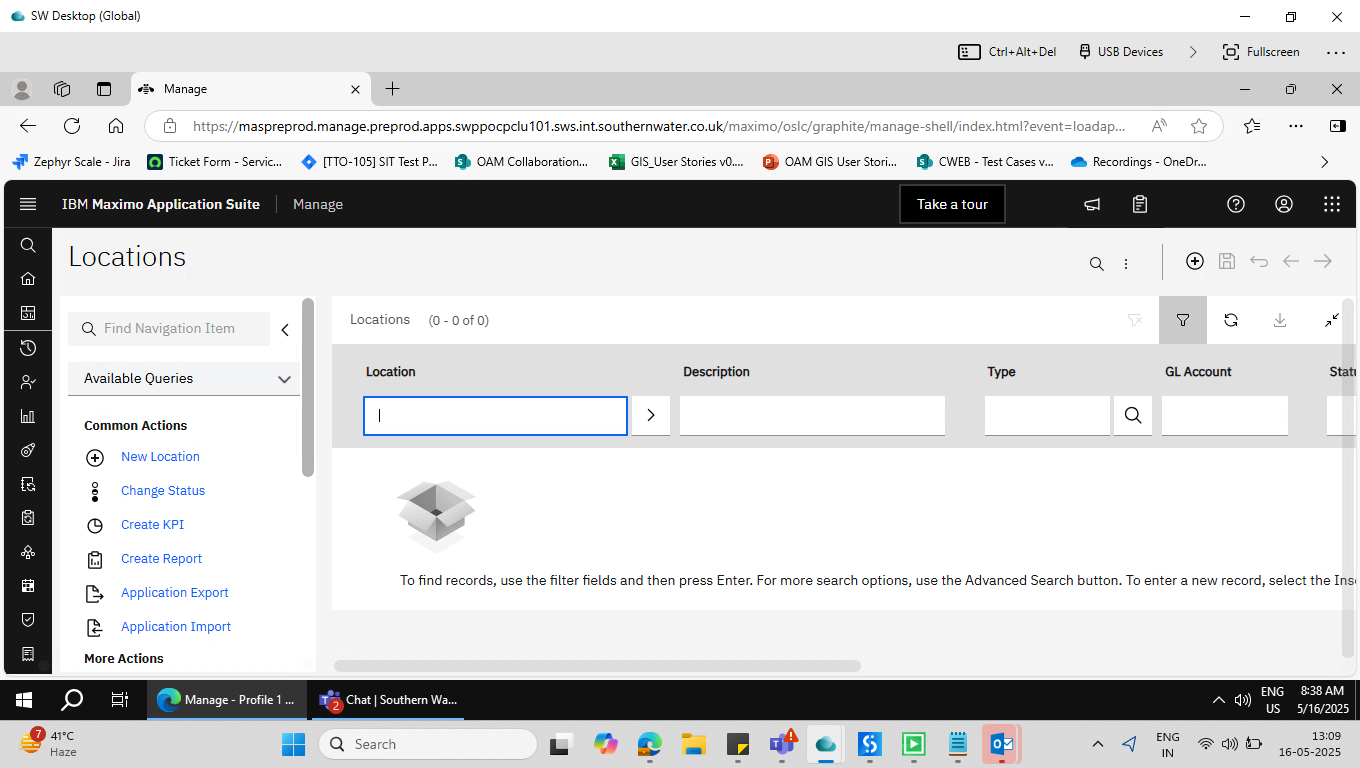 SW Desktop (Global)
Ctrl+Alt+Del
USB Devices
Fullscreen
Manage
https://maspreprod.manage.preprod.apps.swppocpclu101.sws.int.southernwater.co.uk/maximo/oslc/graphite/manage-shell/index.html?event=loadap...
Zephyr Scale - Jira
Ticket Form - Servic...
[TTO-105] SIT Test P...
OAM Collaboration...
GIS_User Stories v0....
OAM GIS User Stori...
CWEB - Test Cases v...
Recordings - OneDr...
IBM Maximo Application Suite
Manage
Take a tour
Locations
Find Navigation Item
Available Queries
Common Actions
New Location
Change Status
Create KPI
Create Report
Application Export
Application Import
More Actions
Locations (0 - 0 of 0)
Location
Description
Type
GL Account
Statu
To find records, use the filter fields and then press Enter. For more search options, use the Advanced Search button. To enter a new record, select the Inse
Manage - Profile 1 ...
2
Chat | Southern Wa...
ENG
US
8:38 AM
5/16/2025
7
41°C
Haze
Search
ENG
IN
13:09
16-05-2025